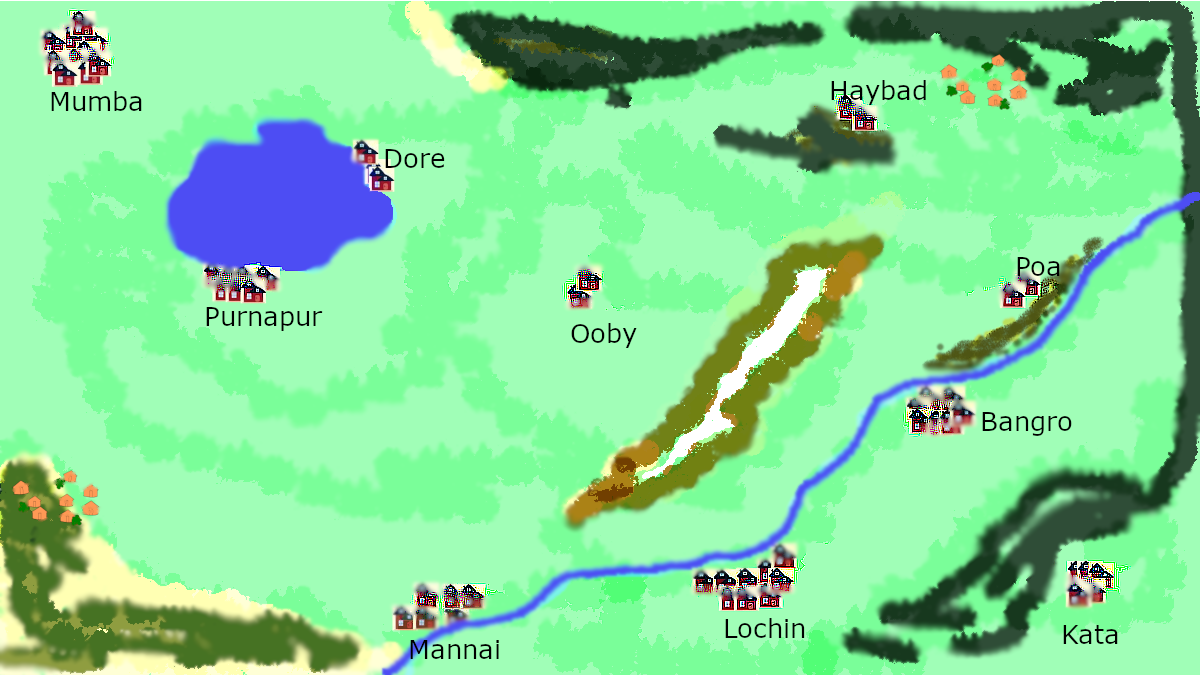 Mumba
Haybad
Dore
Poa
Purnapur
Ooby
Bangro
Lochin
Kata
Mannai